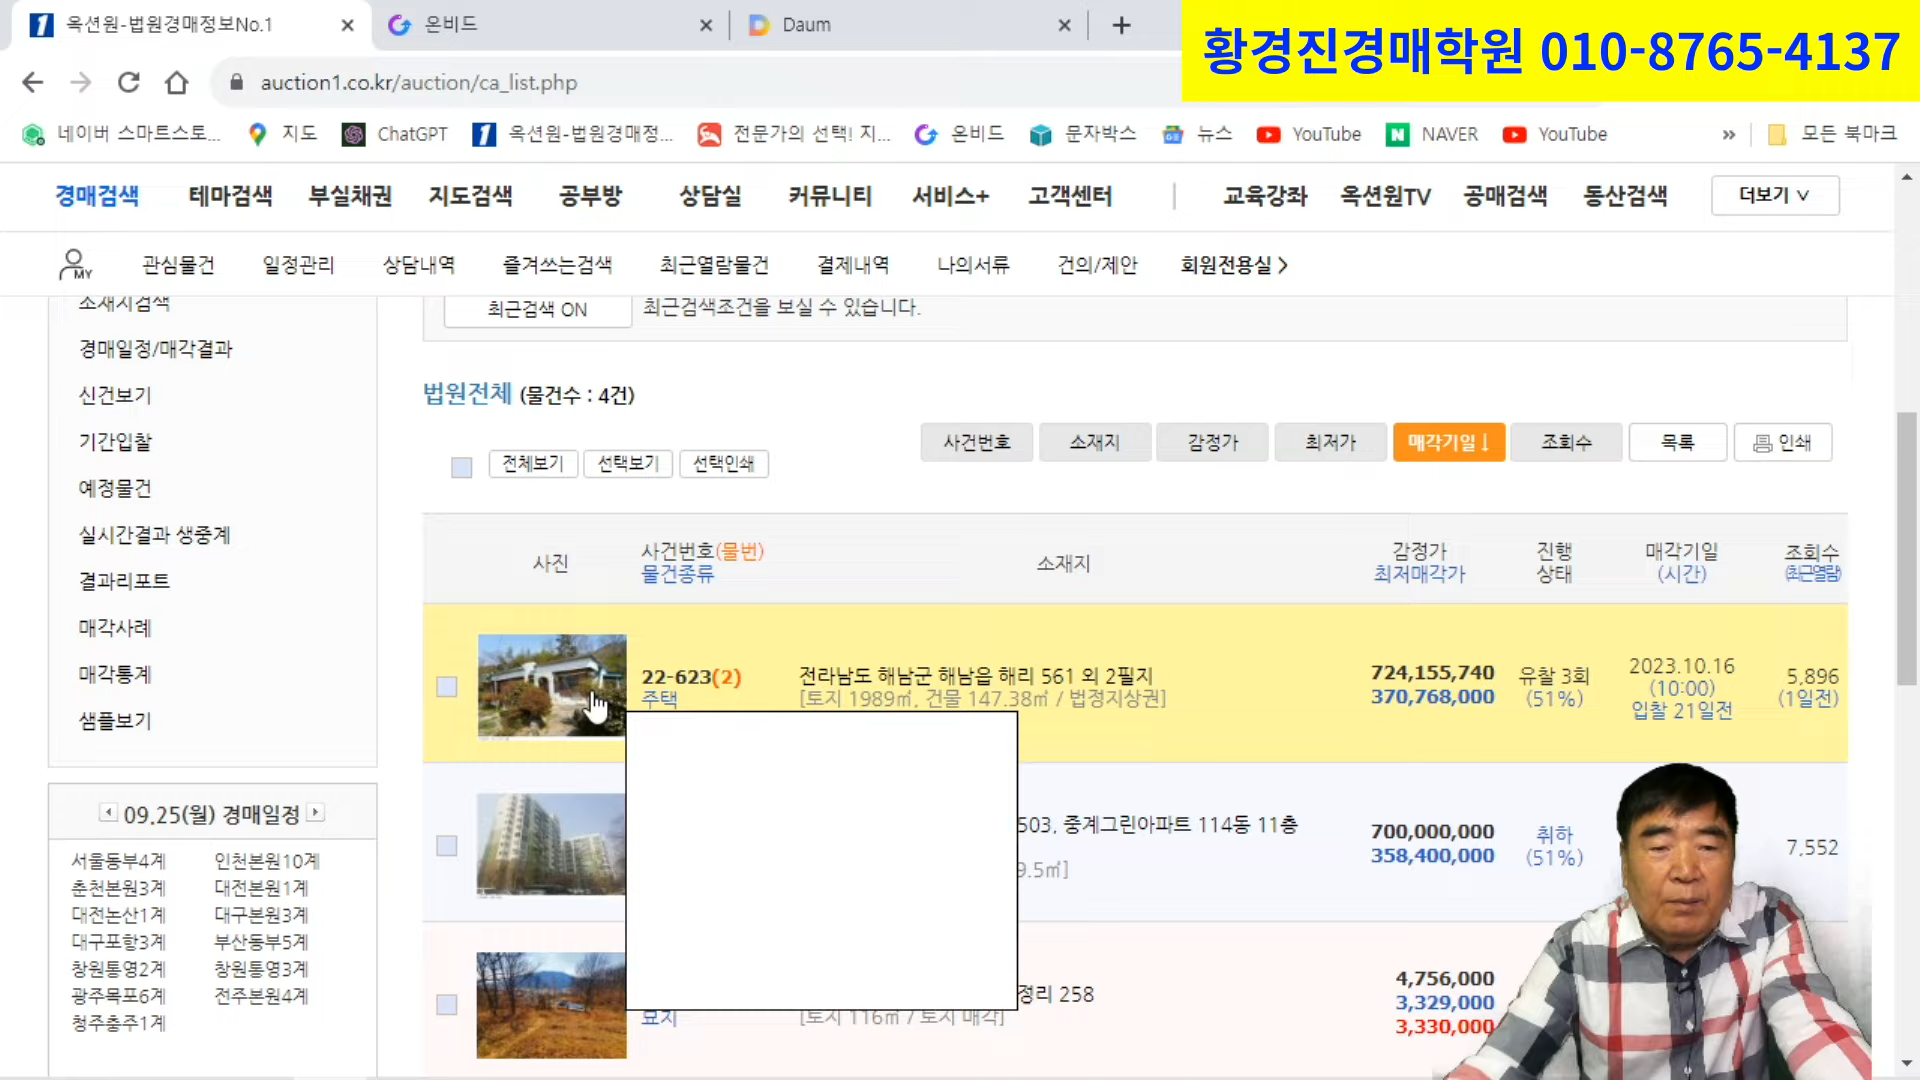 옥션원-법원경매정보No.1
온비드
Daum
황경진경매학원 010-8765-4137
auction1.co.kr/auction/ca_list.php
네이버 스마트스토...
지도
ChatGPT
옥션원-법원경매정...
전문가의 선택! 지...
온비드
문자박스
뉴스
YouTube
NAVER
YouTube
»
모든 북마크
경매검색
테마검색
부실채권
지도검색
공부방
상담실
커뮤니티
서비스+
고객센터
교육강좌
옥션원TV
공매검색
동산검색
더보기 ∨
MY
관심물건
일정관리
상담내역
즐겨쓰는검색
최근열람물건
결제내역
나의서류
건의/제안
회원전용실 >
소재지검색
경매일정/매각결과
신건보기
기간입찰
예정물건
실시간결과 생중계
결과리포트
매각사례
매각통계
샘플보기
09.25(월) 경매일정
서울동부4계 인천본원10계
춘천본원3계 대전본원1계
대전논산1계 대구본원3계
대구포항3계 부산동부5계
창원통영2계 창원통영3계
광주목포6계 전주본원4계
청주충주1계
최근검색 ON
최근검색조건을 보실 수 있습니다.
법원전체 (물건수 : 4건)
전체보기
선택보기
선택인쇄
사건번호
소재지
감정가
최저가
매각기일↓
조회수
목록
인쇄
사진
사건번호(물번)
물건종류
소재지
감정가
최저매각가
진행
상태
매각기일
(시간)
조회수
(최근열람)
22-623(2)
주택
전라남도 해남군 해남읍 해리 561 외 2필지
[토지 1989㎡, 건물 147.38㎡ / 법정지상권]
724,155,740
370,768,000
유찰 3회
(51%)
2023.10.16
(10:00)
입찰 21일전
5,896
(1일전)
503, 중계그린아파트 114동 11층
9.5㎡]
700,000,000
358,400,000
취하
(51%)
7,552
묘지
정리 258
[토지 116㎡ / 토지 매각]
4,756,000
3,329,000
3,330,000